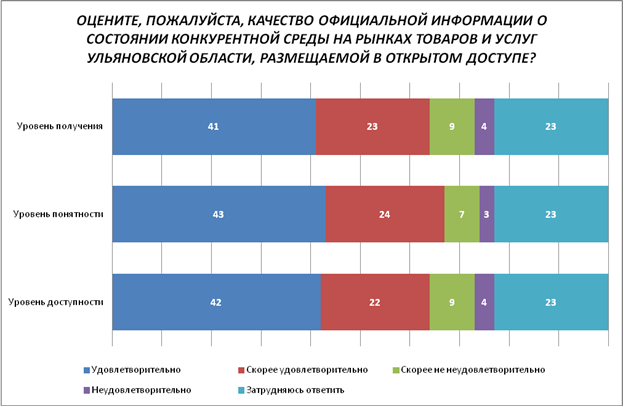 ОЦЕНИТЕ, ПОЖАЛУЙСТА, КАЧЕСТВО ОФИЦИАЛЬНОЙ ИНФОРМАЦИИ О
СОСТОЯНИИ КОНКУРЕНТНОЙ СРЕДЫ НА РЫНКАХ ТОВАРОВ И УСЛУГ
УЛЬЯНОВСКОЙ ОБЛАСТИ, РАЗМЕЩАЕМОЙ В ОТКРЫТОМ ДОСТУПЕ?
Уровень получения 41 23 9 4 23
Уровень понятности 43 24 7 3 23
Уровень доступности 42 22 9 4 23
Удовлетворительно Скорее удовлетворительно Скорее не неудовлетворительно
Неудовлетворительно Затрудняюсь ответить